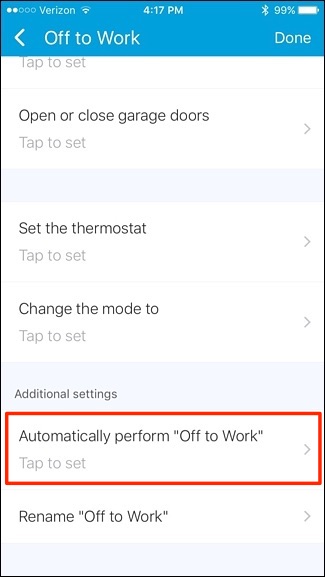 Verizon 4:17 PM 99%
Off to Work Done
Tap to set
Open or close garage doors
Tap to set
Set the thermostat
Tap to set
Change the mode to
Tap to set
Additional settings
Automatically perform "Off to Work"
Tap to set
Rename "Off to Work"